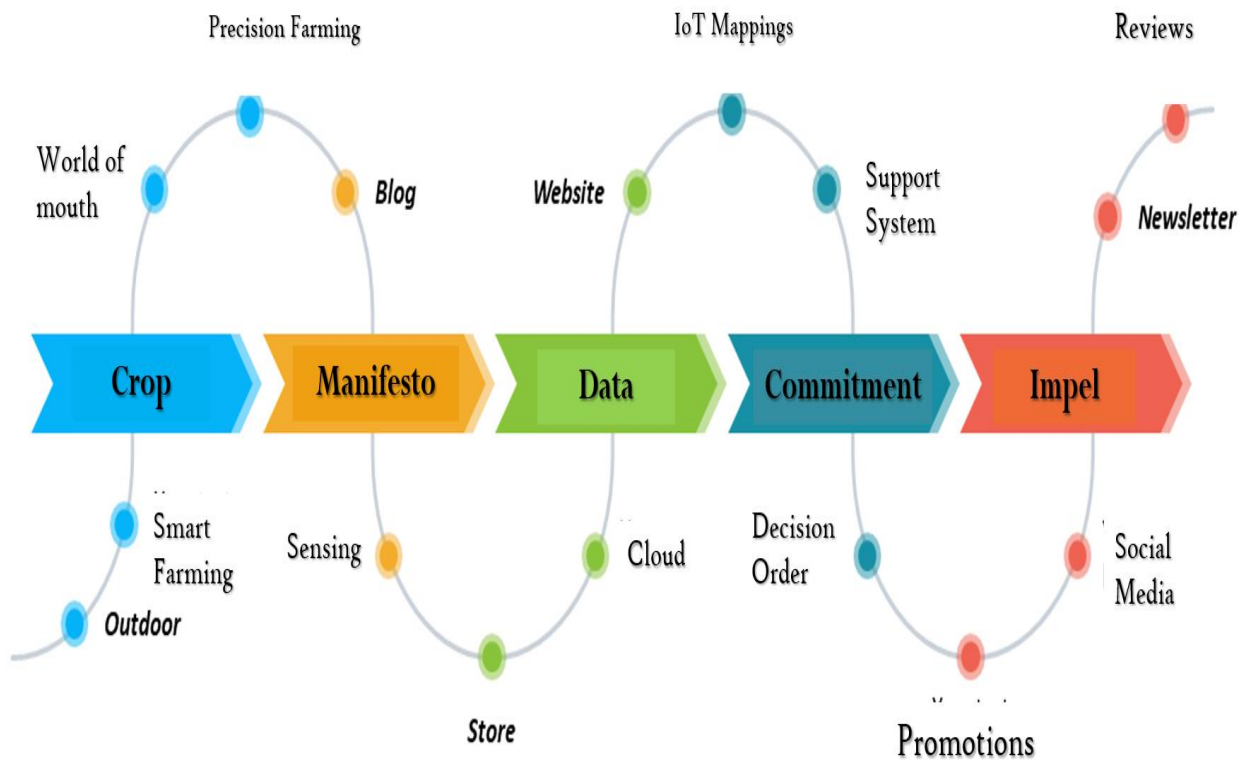 Precision Farming
IoT Mappings
Reviews
World of
mouth
Blog
Website
Support
System
Newsletter
Crop
Manifesto
Data
Commitment
Impel
Smart
Farming
Sensing
Cloud
Decision
Order
Social
Media
Outdoor
Store
Promotions